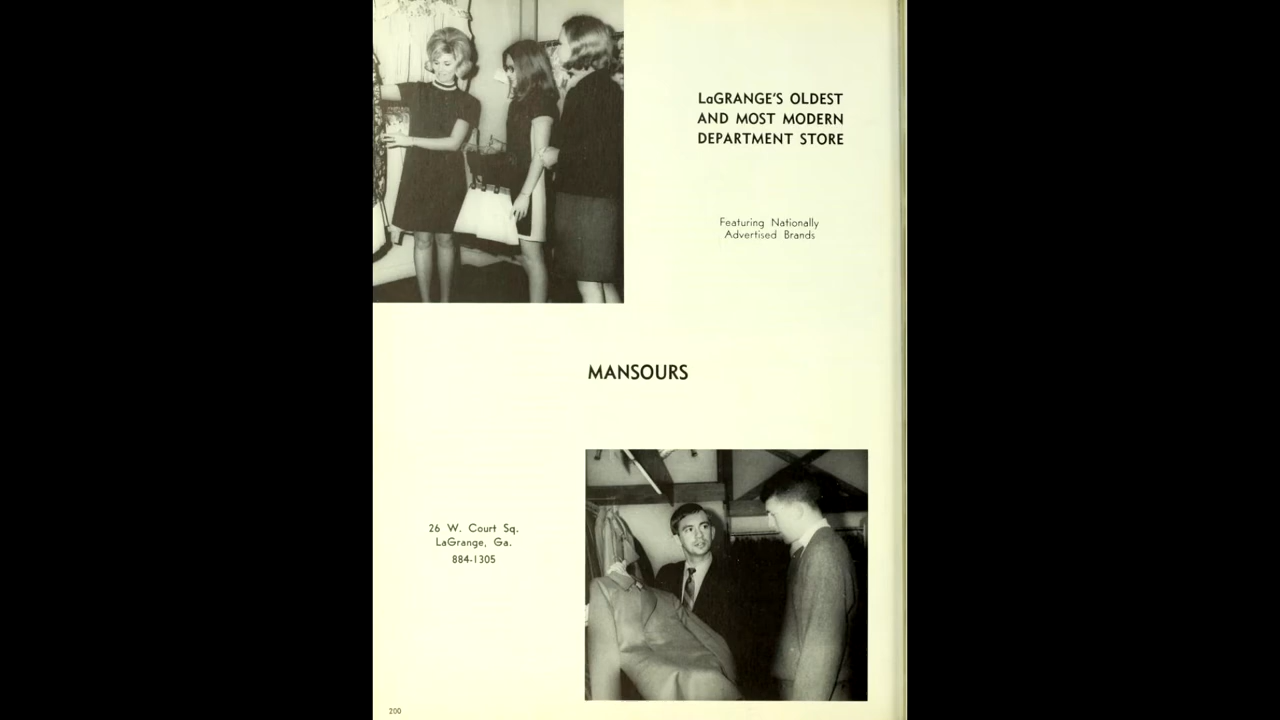 LaGRANGE'S OLDEST
AND MOST MODERN
DEPARTMENT STORE
Featuring Nationally
Advertised Brands
MANSOURS
26 W. Court Sq.
LaGrange, Ga.
884-1305
200